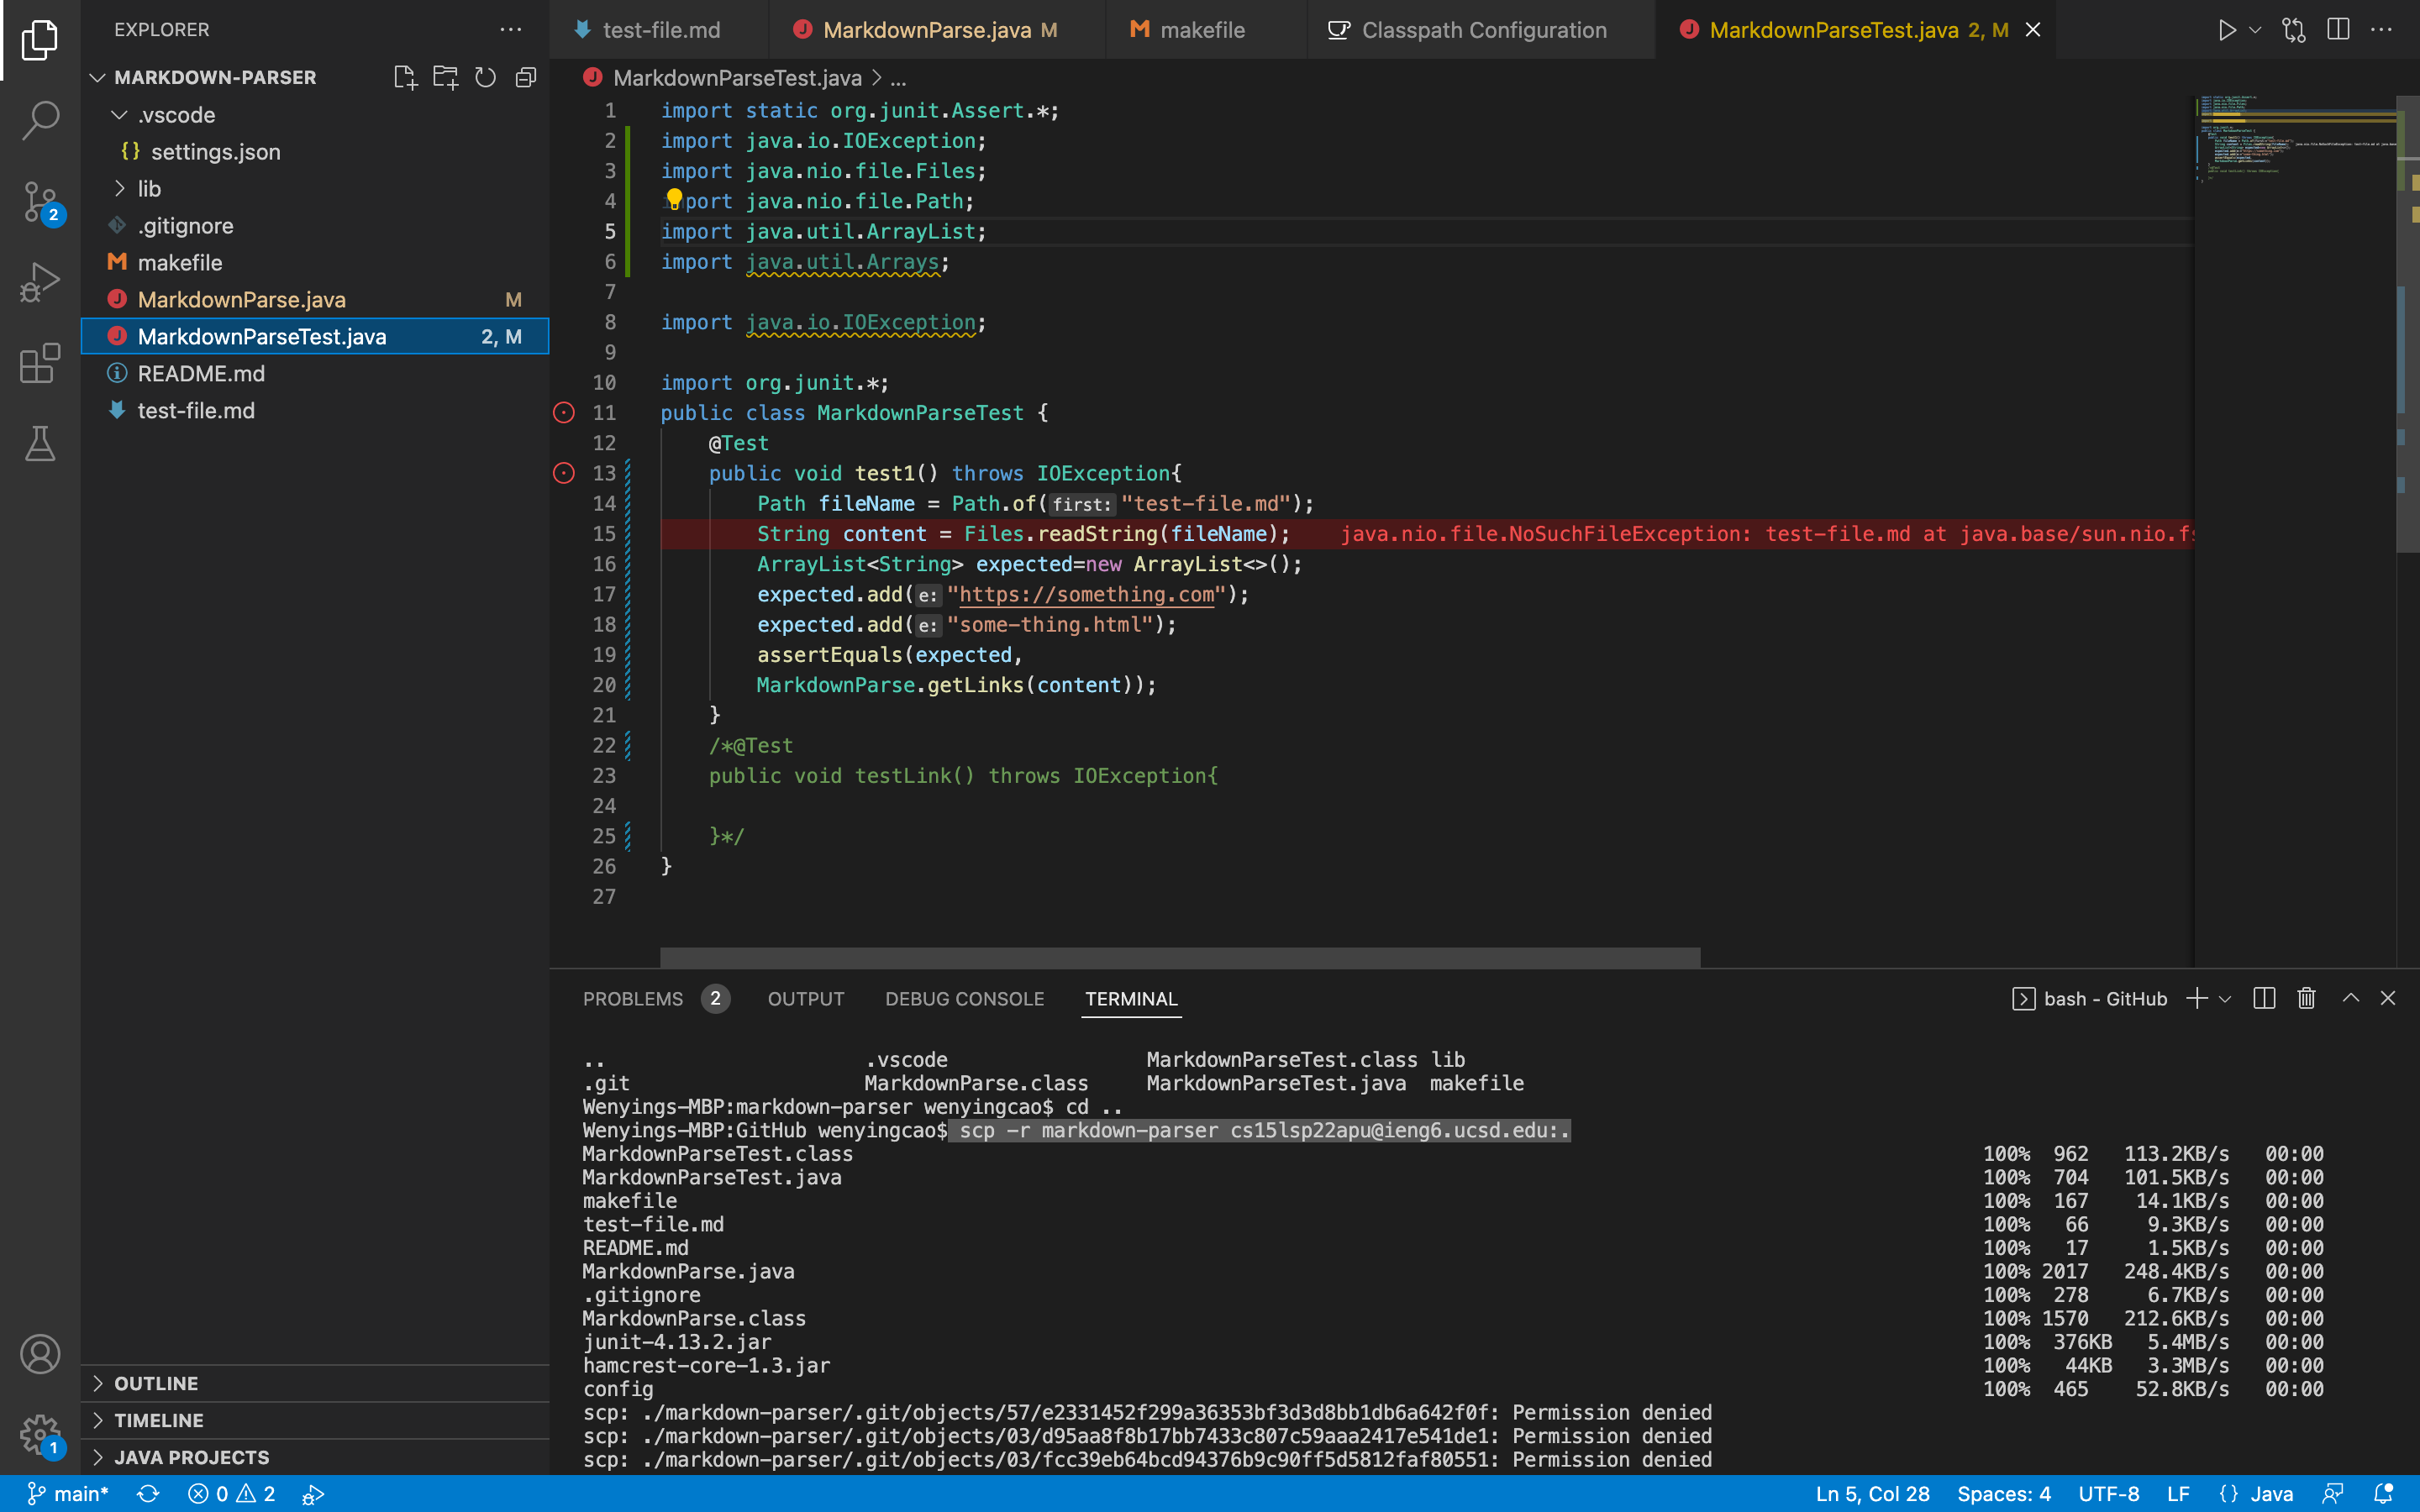 EXPLORER
MARKDOWN-PARSER
.vscode
{} settings.json
lib
.gitignore
M makefile
J MarkdownParse.java M
J MarkdownParseTest.java 2, M
README.md
test-file.md
OUTLINE
TIMELINE
JAVA PROJECTS
2
1
test-file.md
J MarkdownParse.java M
M makefile
Classpath Configuration
J MarkdownParseTest.java 2, M
J MarkdownParseTest.java > ...
1 import static org.junit.Assert.*;
2 import java.io.IOException;
3 import java.nio.file.Files;
4 import java.nio.file.Path;
5 import java.util.ArrayList;
6 import java.util.Arrays;
7
8 import java.io.IOException;
9
10 import org.junit.*;
11 public class MarkdownParseTest {
12 @Test
13 public void test1() throws IOException{
14 Path fileName = Path.of(first: "test-file.md");
15 String content = Files.readString(fileName); java.nio.file.NoSuchFileException: test-file.md at java.base/sun.nio.fs
16 ArrayList<String> expected=new ArrayList<>();
17 expected.add(e: "https://something.com");
18 expected.add(e: "some-thing.html");
19 assertEquals(expected,
20 MarkdownParse.getLinks(content));
21 }
22 /*@Test
23 public void testLink() throws IOException{
24
25 }*/
26 }
27
PROBLEMS 2 OUTPUT DEBUG CONSOLE TERMINAL
bash - GitHub
.. .vscode MarkdownParseTest.class lib
.git MarkdownParse.class MarkdownParseTest.java makefile
Wenyings-MBP:markdown-parser wenyingcao$ cd ..
Wenyings-MBP:GitHub wenyingcao$ scp -r markdown-parser cs15lsp22apu@ieng6.ucsd.edu:.
MarkdownParseTest.class 100% 962 113.2KB/s 00:00
MarkdownParseTest.java 100% 704 101.5KB/s 00:00
makefile 100% 167 14.1KB/s 00:00
test-file.md 100% 66 9.3KB/s 00:00
README.md 100% 17 1.5KB/s 00:00
MarkdownParse.java 100% 2017 248.4KB/s 00:00
.gitignore 100% 278 6.7KB/s 00:00
MarkdownParse.class 100% 1570 212.6KB/s 00:00
junit-4.13.2.jar 100% 376KB 5.4MB/s 00:00
hamcrest-core-1.3.jar 100% 44KB 3.3MB/s 00:00
config 100% 465 52.8KB/s 00:00
scp: ./markdown-parser/.git/objects/57/e2331452f299a36353bf3d3d8bb1db6a642f0f: Permission denied
scp: ./markdown-parser/.git/objects/03/d95aa8f8b17bb7433c807c59aaa2417e541de1: Permission denied
scp: ./markdown-parser/.git/objects/03/fcc39eb64bcd94376b9c90ff5d5812faf80551: Permission denied
main* 0 2
Ln 5, Col 28 Spaces: 4 UTF-8 LF {} Java